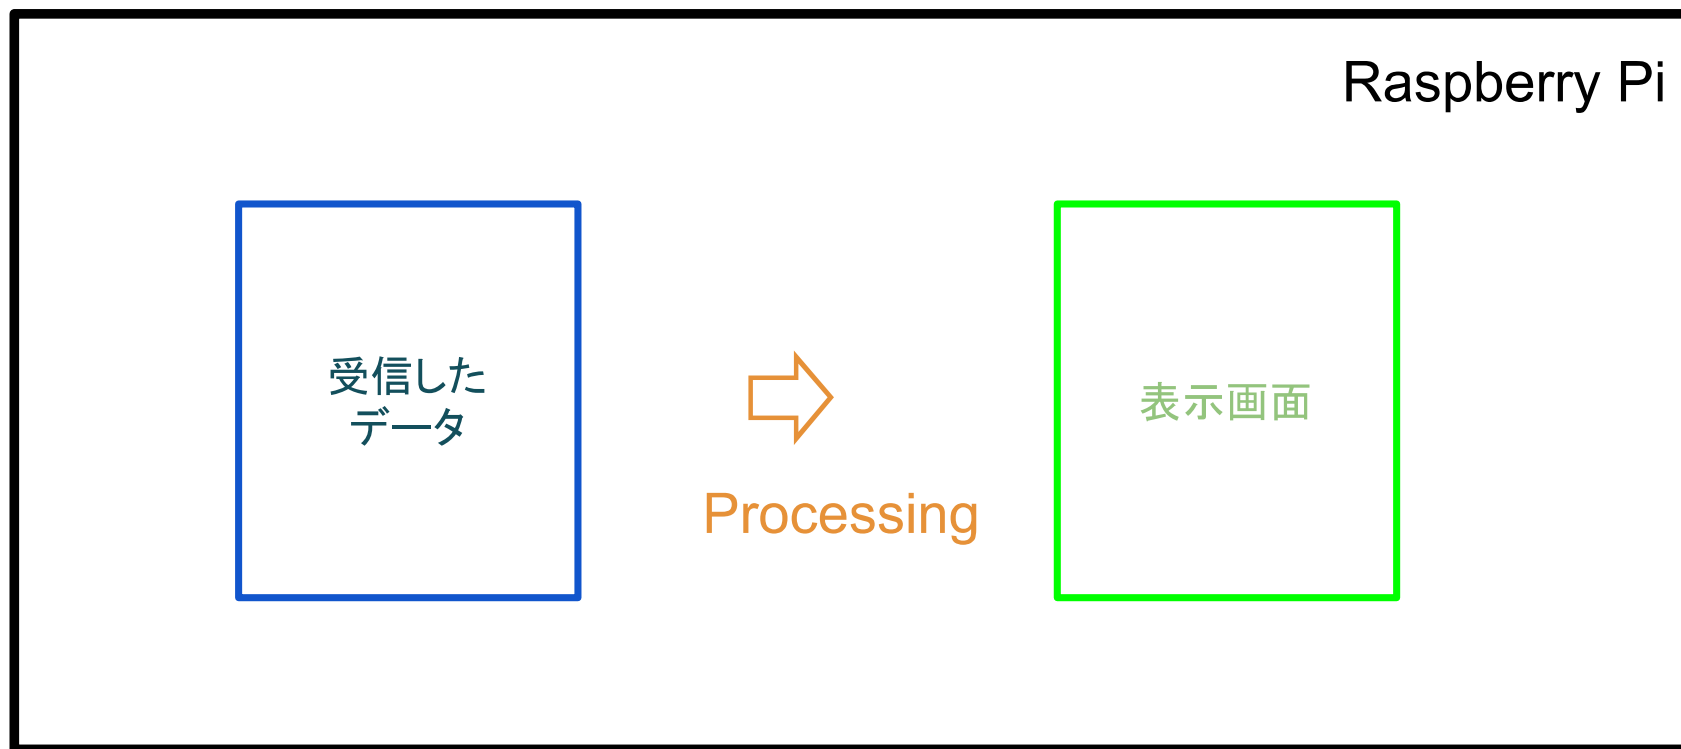 Raspberry Pi
受信した
データ
Processing
表示画面